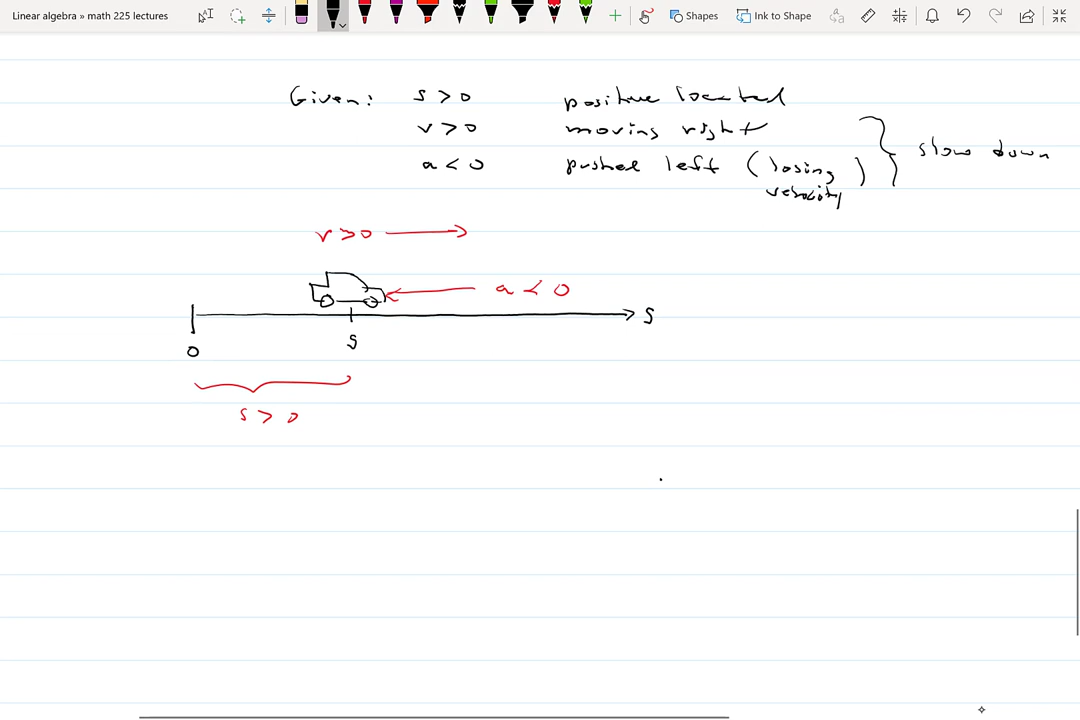 Linear algebra » math 225 lectures
Shapes
Ink to Shape
Given: s > 0 positive located
v > 0 moving right
a < 0 pushed left (losing velocity)
slow down
v > 0
a < 0
s
0
s
s > 0